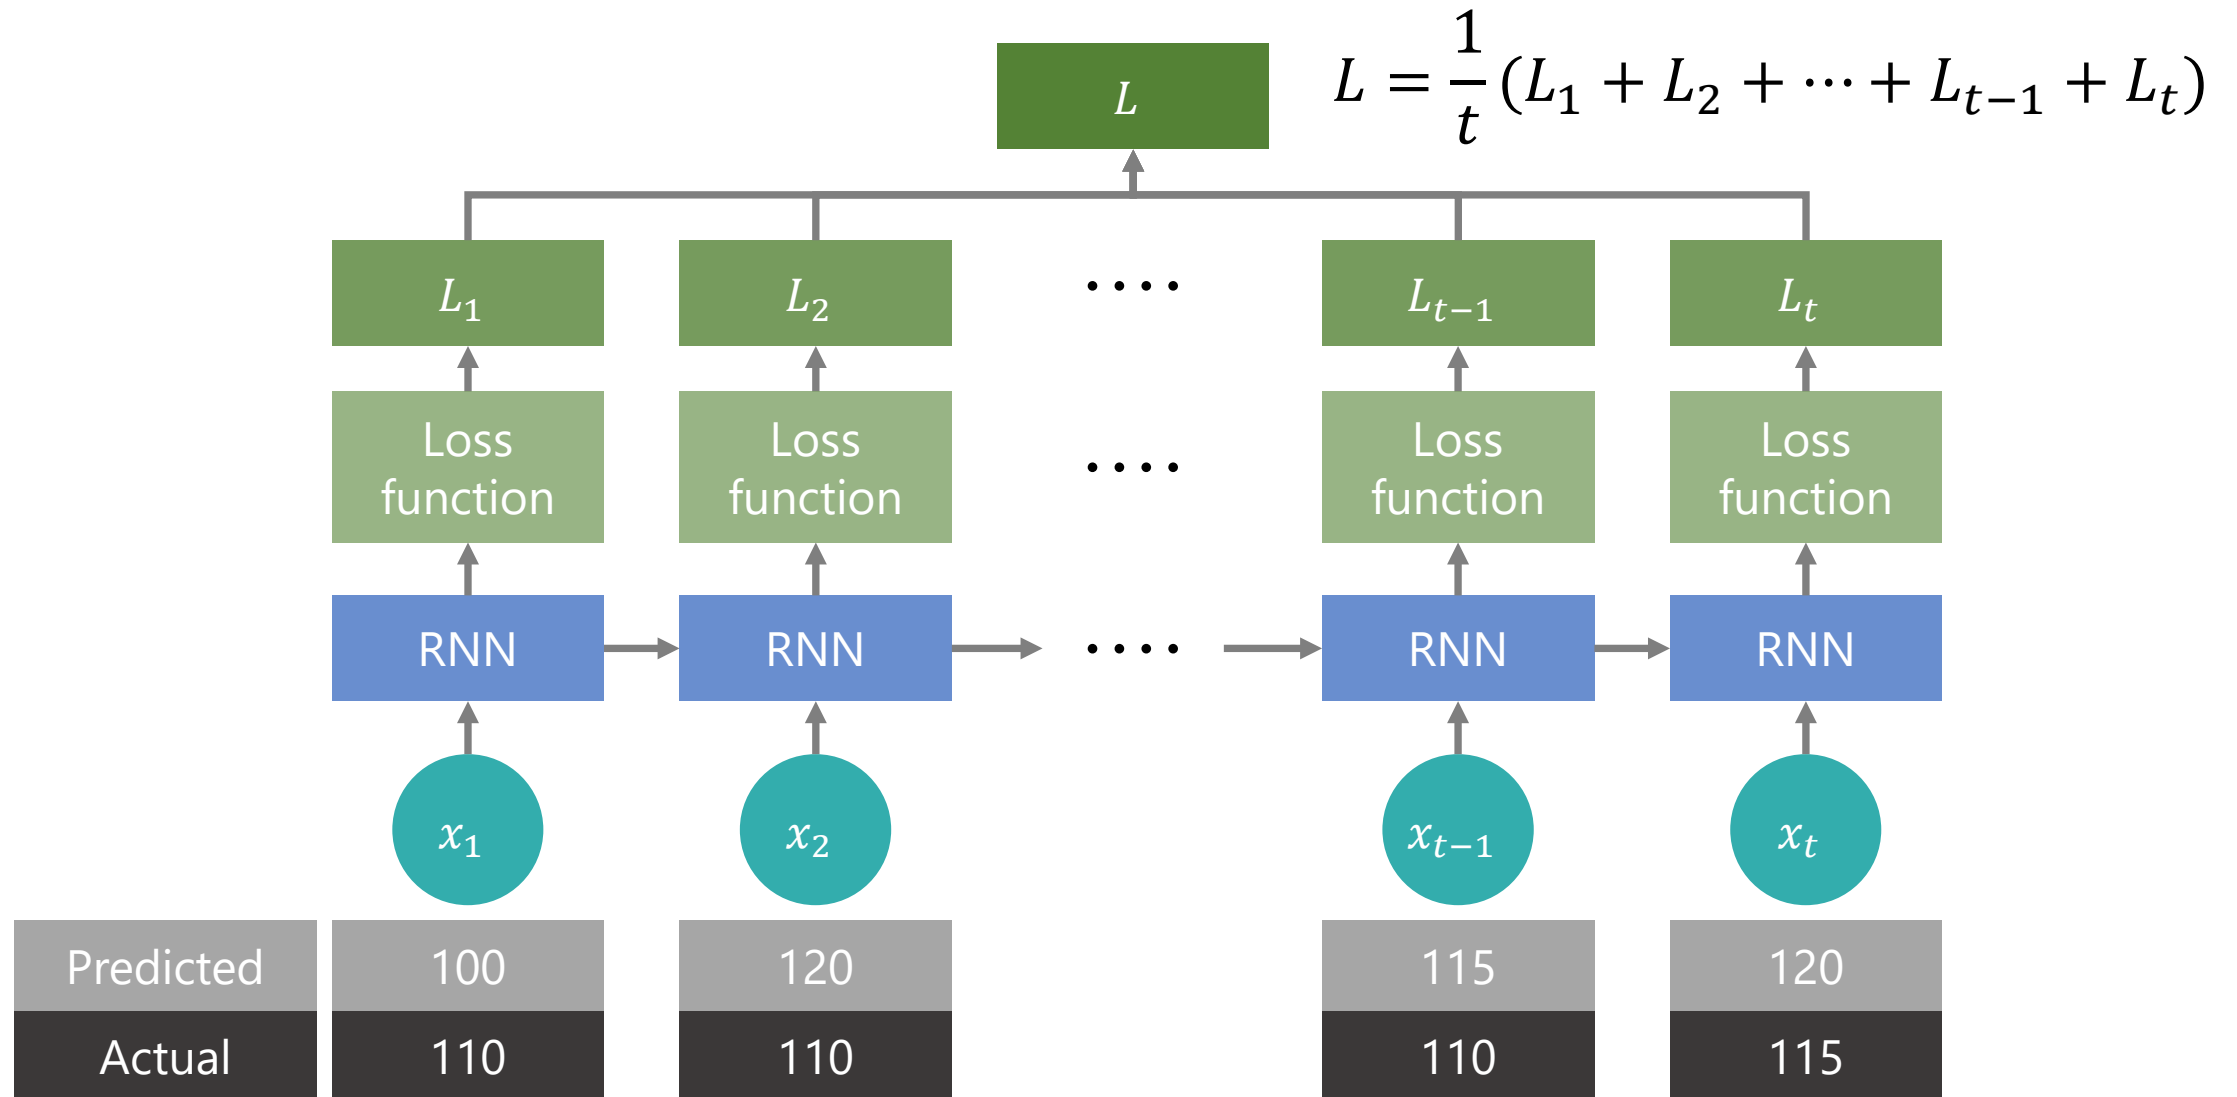 L
L = 1/t (L₁ + L₂ + ⋯ + Lₜ₋₁ + Lₜ)
L₁ L₂ ···· Lₜ₋₁ Lₜ
Loss function Loss function ···· Loss function Loss function
RNN RNN ···· RNN RNN
x₁ x₂ xₜ₋₁ xₜ
Predicted 100 120 115 120
Actual 110 110 110 115